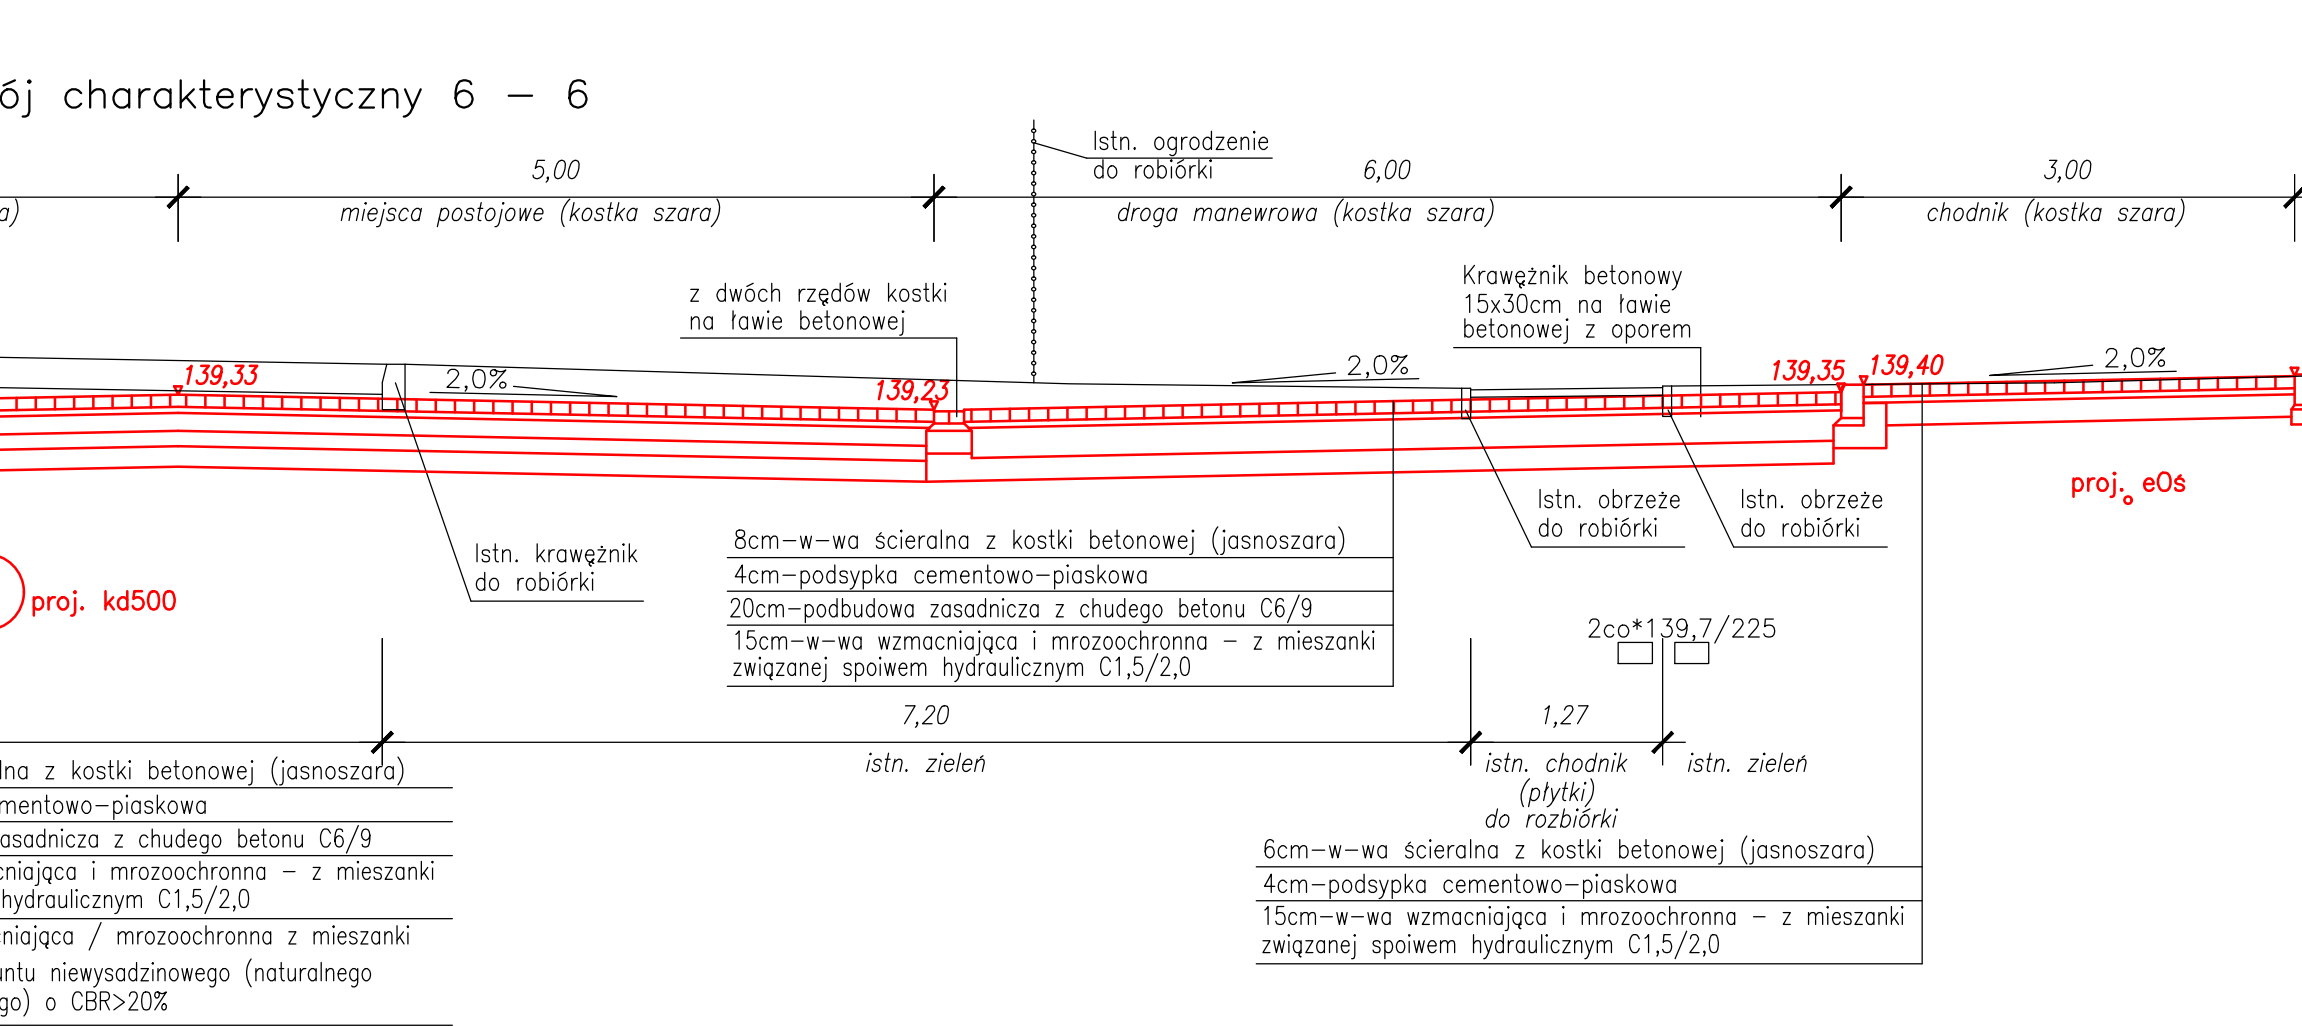 ój charakterystyczny 6 – 6
Istn. ogrodzenie
do robiórki
5,00
6,00
3,00
a)
miejsca postojowe (kostka szara)
droga manewrowa (kostka szara)
chodnik (kostka szara)
z dwóch rzędów kostki
na ławie betonowej
Krawężnik betonowy
15x30cm na ławie
betonowej z oporem
139,33
2,0%
139,23
2,0%
139,35
139,40
2,0%
proj. eOś
Istn. obrzeże
do robiórki
Istn. obrzeże
do robiórki
Istn. krawężnik
do robiórki
proj. kd500
8cm-w-wa ścieralna z kostki betonowej (jasnoszara)
4cm-podsypka cementowo-piaskowa
20cm-podbudowa zasadnicza z chudego betonu C6/9
15cm-w-wa wzmacniająca i mrozoochronna – z mieszanki
związanej spoiwem hydraulicznym C1,5/2,0
2co*139,7/225
7,20
1,27
istn. zieleń
istn. chodnik
(płytki)
do rozbiórki
istn. zieleń
lna z kostki betonowej (jasnoszara)
mentowo-piaskowa
asadnicza z chudego betonu C6/9
cniająca i mrozoochronna – z mieszanki
hydraulicznym C1,5/2,0
cniająca / mrozoochronna z mieszanki
untu niewysadzinowego (naturalnego
go) o CBR>20%
6cm-w-wa ścieralna z kostki betonowej (jasnoszara)
4cm-podsypka cementowo-piaskowa
15cm-w-wa wzmacniająca i mrozoochronna – z mieszanki
związanej spoiwem hydraulicznym C1,5/2,0